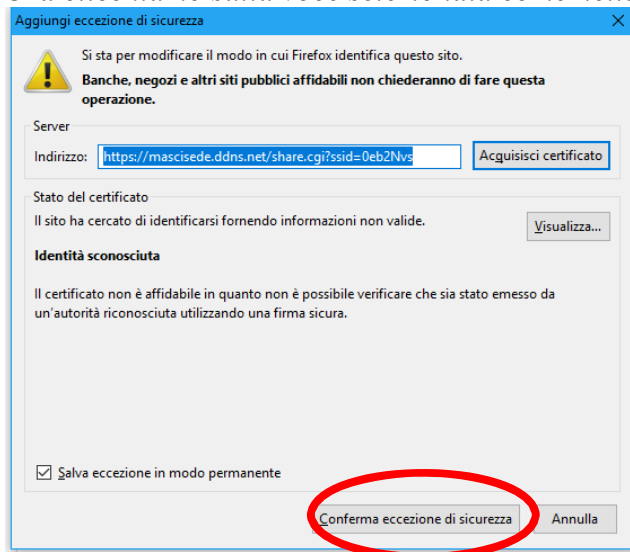 Aggiungi eccezione di sicurezza
Si sta per modificare il modo in cui Firefox identifica questo sito.
Banche, negozi e altri siti pubblici affidabili non chiederanno di fare questa
operazione.
Server
Indirizzo: https://mascisede.ddns.net/share.cgi?ssid=0eb2Nvs Acquisisci certificato
Stato del certificato
Il sito ha cercato di identificarsi fornendo informazioni non valide. Visualizza...
Identità sconosciuta
Il certificato non è affidabile in quanto non è possibile verificare che sia stato emesso da
un'autorità riconosciuta utilizzando una firma sicura.
Salva eccezione in modo permanente
Conferma eccezione di sicurezza Annulla